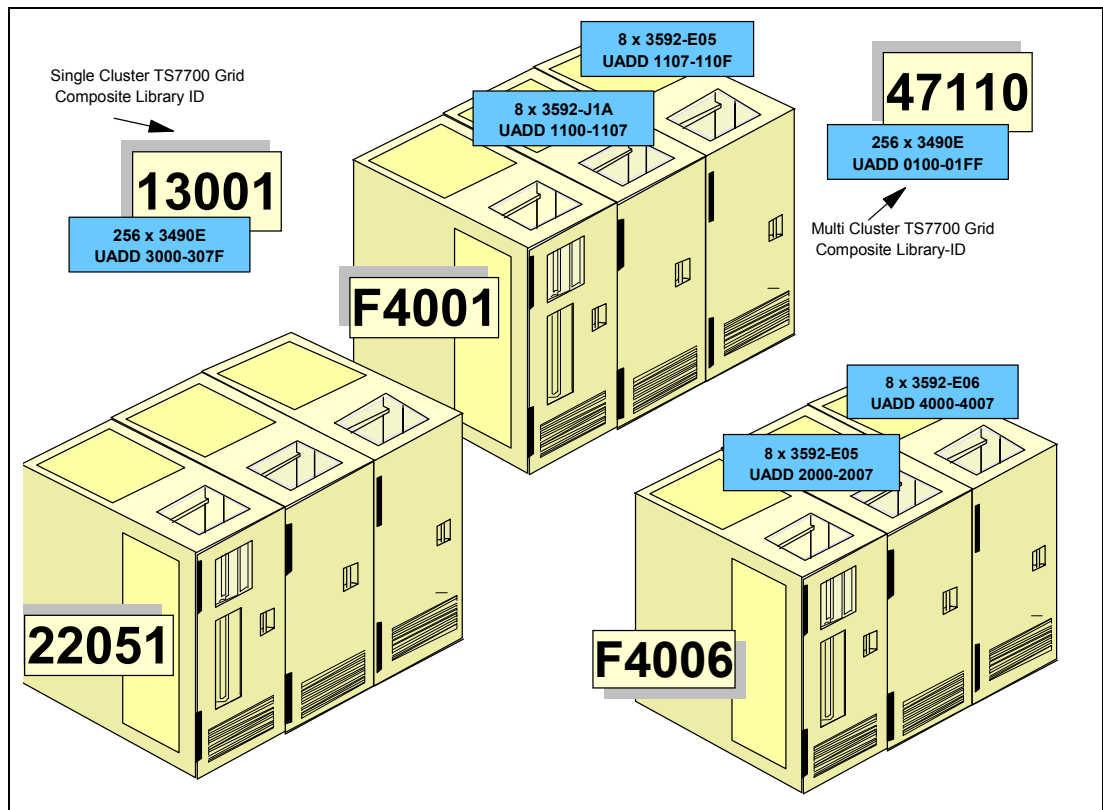 8 x 3592-E05
UADD 1107-110F
Single Cluster TS7700 Grid
Composite Library ID
47110
8 x 3592-J1A
UADD 1100-1107
256 x 3490E
UADD 0100-01FF
13001
256 x 3490E
UADD 3000-307F
Multi Cluster TS7700 Grid
Composite Library-ID
F4001
8 x 3592-E06
UADD 4000-4007
8 x 3592-E05
UADD 2000-2007
22051
F4006